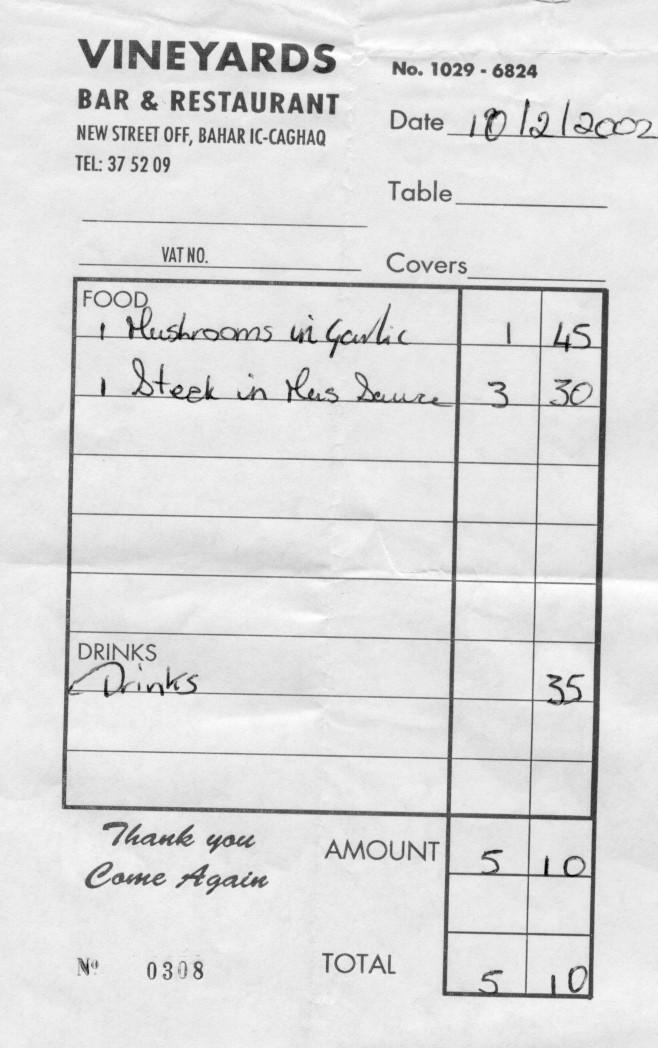 VINEYARDS
BAR & RESTAURANT
NEW STREET OFF, BAHAR IC-CAGHAQ
TEL: 37 52 09
No. 1029 - 6824
Date 10/2/2002
Table
VAT NO.
Covers
FOOD
1 Mushrooms in Garlic 1 45
1 Steek in Mus Sauce 3 30
DRINKS
Drinks 35
Thank you
Come Again
AMOUNT 5 10
Nº 0308
TOTAL 5 10